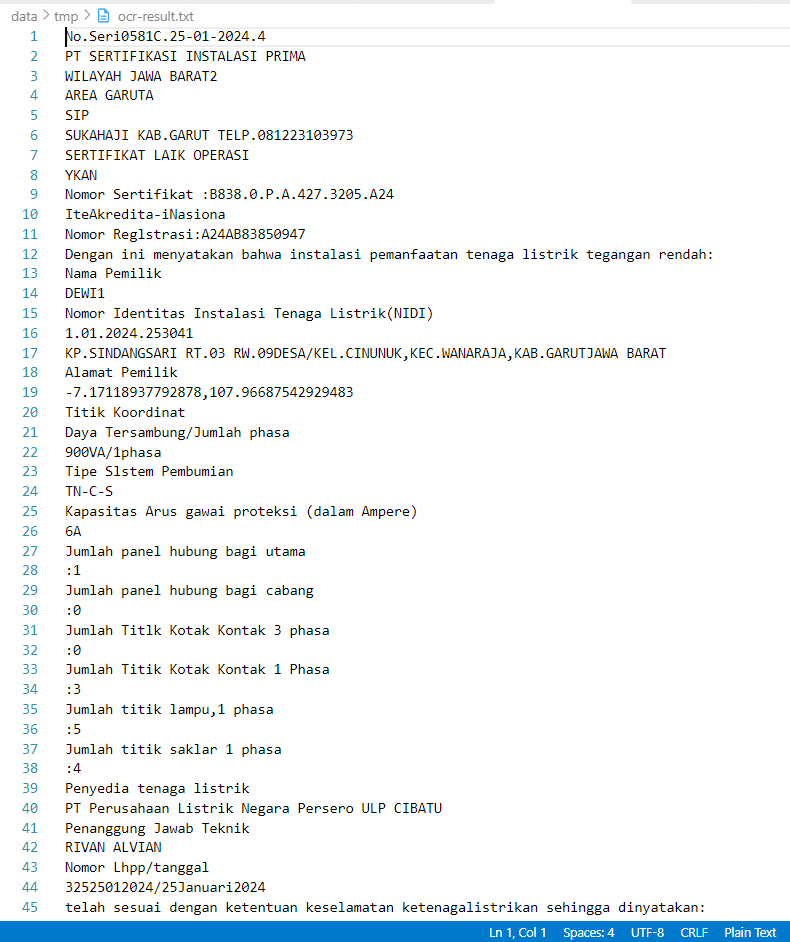 data > tmp > ocr-result.txt
1 No.Seri0581C.25-01-2024.4
2 PT SERTIFIKASI INSTALASI PRIMA
3 WILAYAH JAWA BARAT2
4 AREA GARUTA
5 SIP
6 SUKAHAJI KAB.GARUT TELP.081223103973
7 SERTIFIKAT LAIK OPERASI
8 YKAN
9 Nomor Sertifikat :B838.0.P.A.427.3205.A24
10 IteAkredita-iNasiona
11 Nomor Reglstrasi:A24AB83850947
12 Dengan ini menyatakan bahwa instalasi pemanfaatan tenaga listrik tegangan rendah:
13 Nama Pemilik
14 DEWI1
15 Nomor Identitas Instalasi Tenaga Listrik(NIDI)
16 1.01.2024.253041
17 KP.SINDANGSARI RT.03 RW.09DESA/KEL.CINUNUK,KEC.WANARAJA,KAB.GARUTJAWA BARAT
18 Alamat Pemilik
19 -7.17118937792878,107.96687542929483
20 Titik Koordinat
21 Daya Tersambung/Jumlah phasa
22 900VA/1phasa
23 Tipe Slstem Pembumian
24 TN-C-S
25 Kapasitas Arus gawai proteksi (dalam Ampere)
26 6A
27 Jumlah panel hubung bagi utama
28 :1
29 Jumlah panel hubung bagi cabang
30 :0
31 Jumlah Titlk Kotak Kontak 3 phasa
32 :0
33 Jumlah Titik Kotak Kontak 1 Phasa
34 :3
35 Jumlah titik lampu,1 phasa
36 :5
37 Jumlah titik saklar 1 phasa
38 :4
39 Penyedia tenaga listrik
40 PT Perusahaan Listrik Negara Persero ULP CIBATU
41 Penanggung Jawab Teknik
42 RIVAN ALVIAN
43 Nomor Lhpp/tanggal
44 32525012024/25Januari2024
45 telah sesuai dengan ketentuan keselamatan ketenagalistrikan sehingga dinyatakan:
Ln 1, Col 1 Spaces: 4 UTF-8 CRLF Plain Text